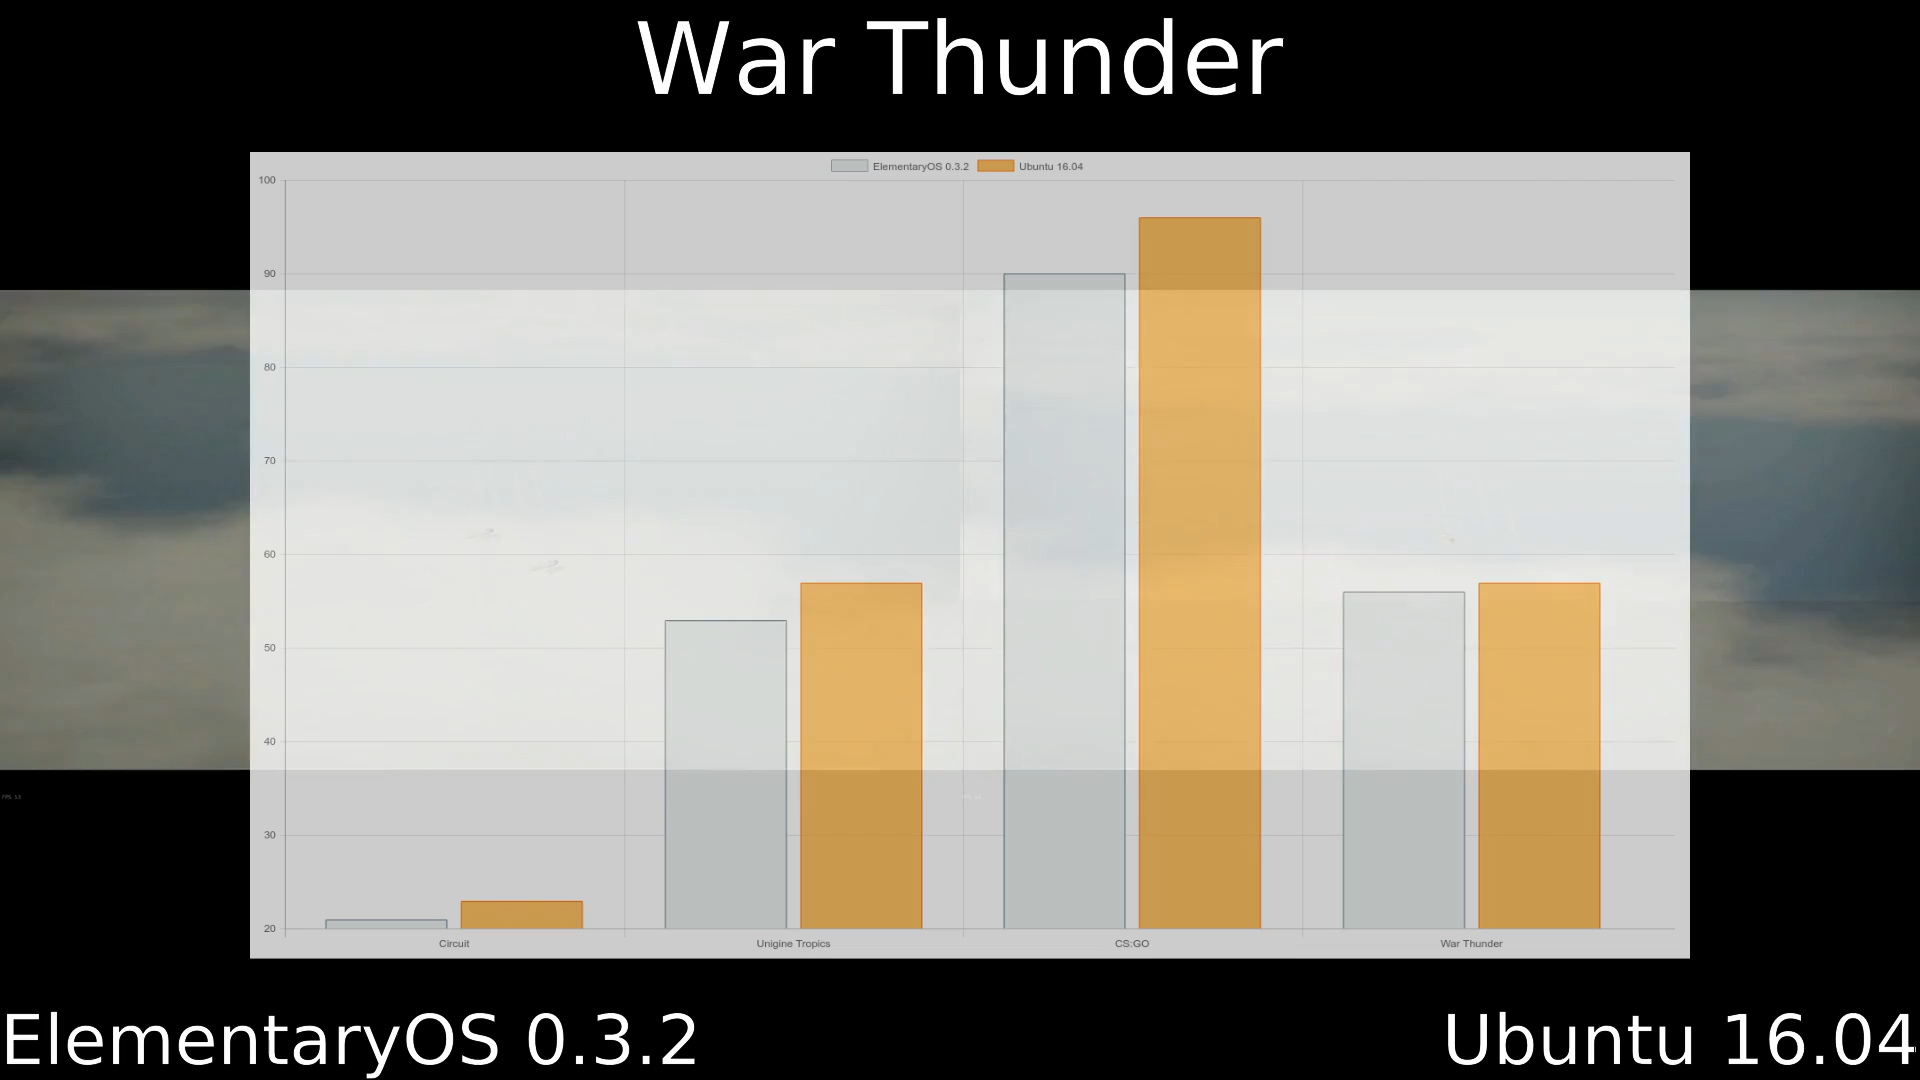 War Thunder
ElementaryOS 0.3.2 Ubuntu 16.04
100
90
80
70
60
50
40
30
20
Circuit Unigine Tropics CS:GO War Thunder
ElementaryOS 0.3.2 Ubuntu 16.04